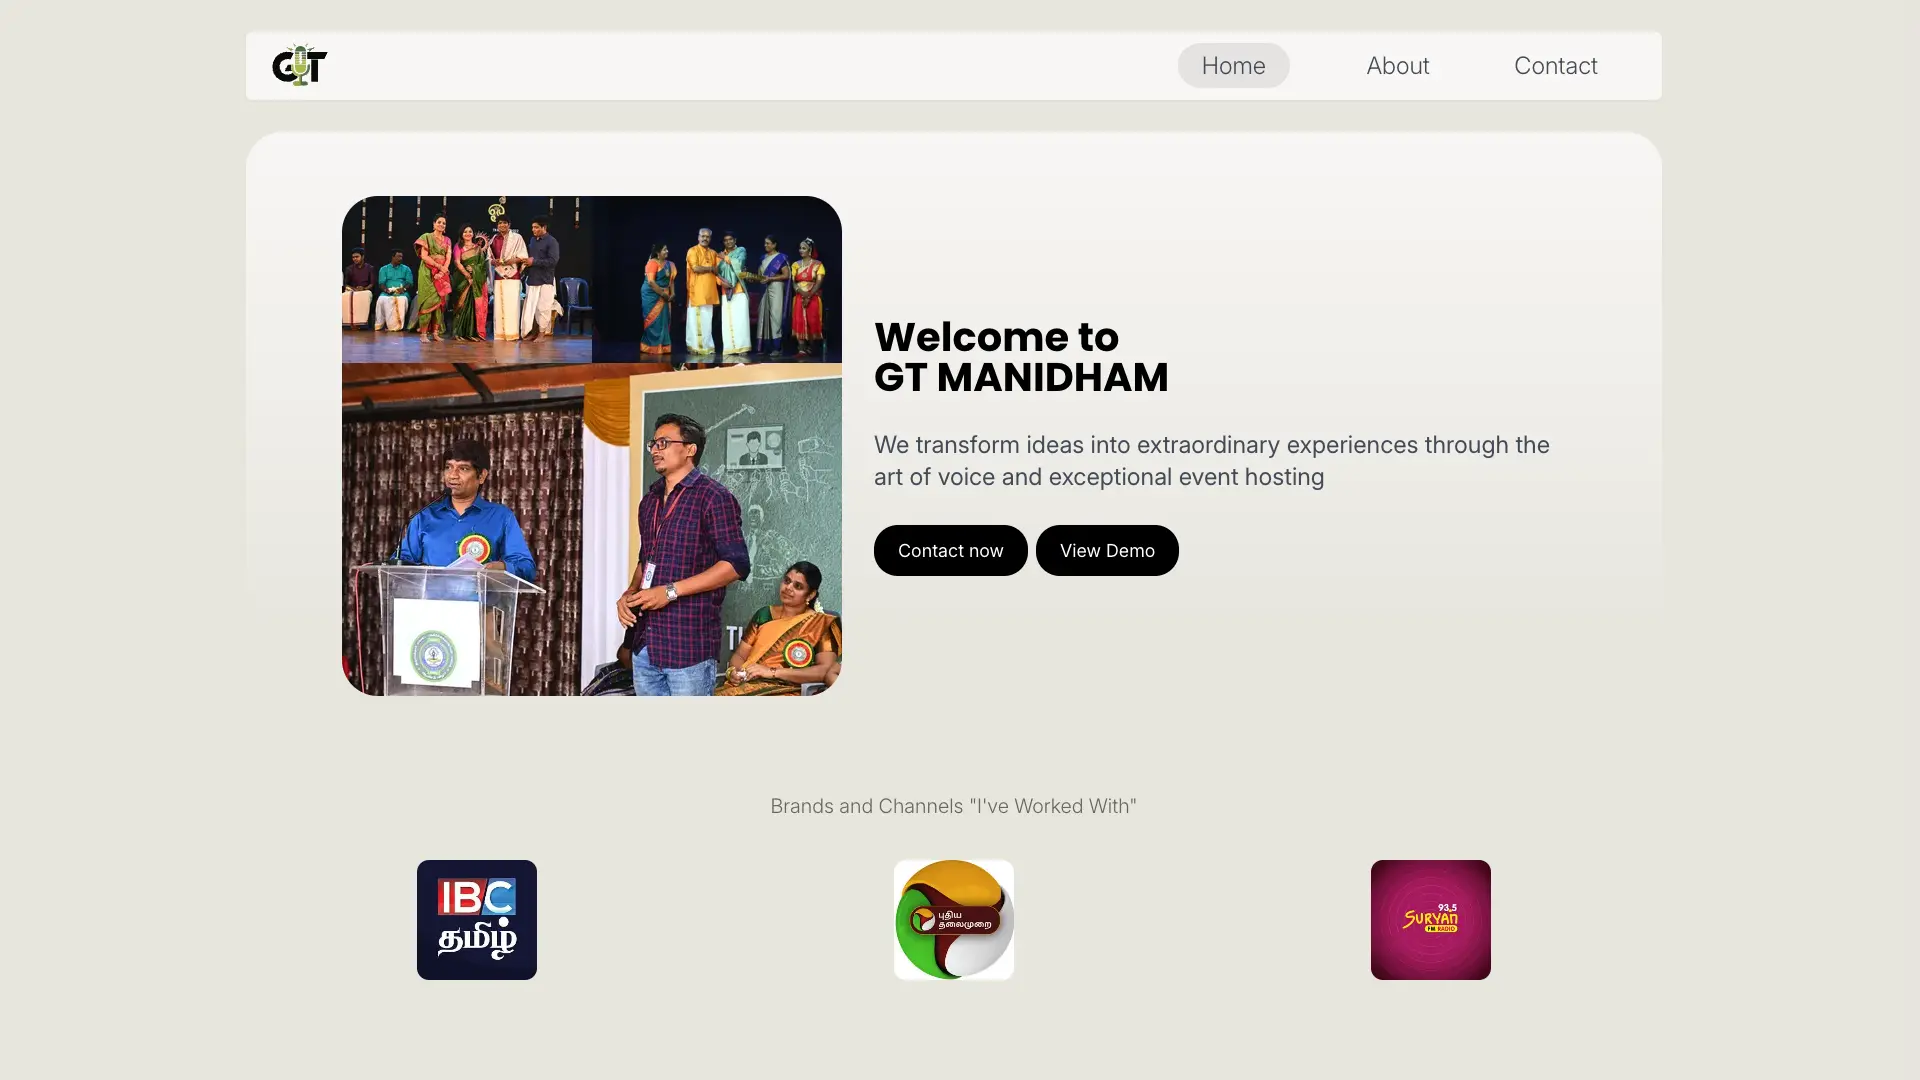 GT
Home
About
Contact
Welcome to
GT MANIDHAM
We transform ideas into extraordinary experiences through the
art of voice and exceptional event hosting
Contact now
View Demo
Brands and Channels "I've Worked With"
IBC
தமிழ்
புதிய
தலைமுறை
93,5
SURYAN
FM RADIO